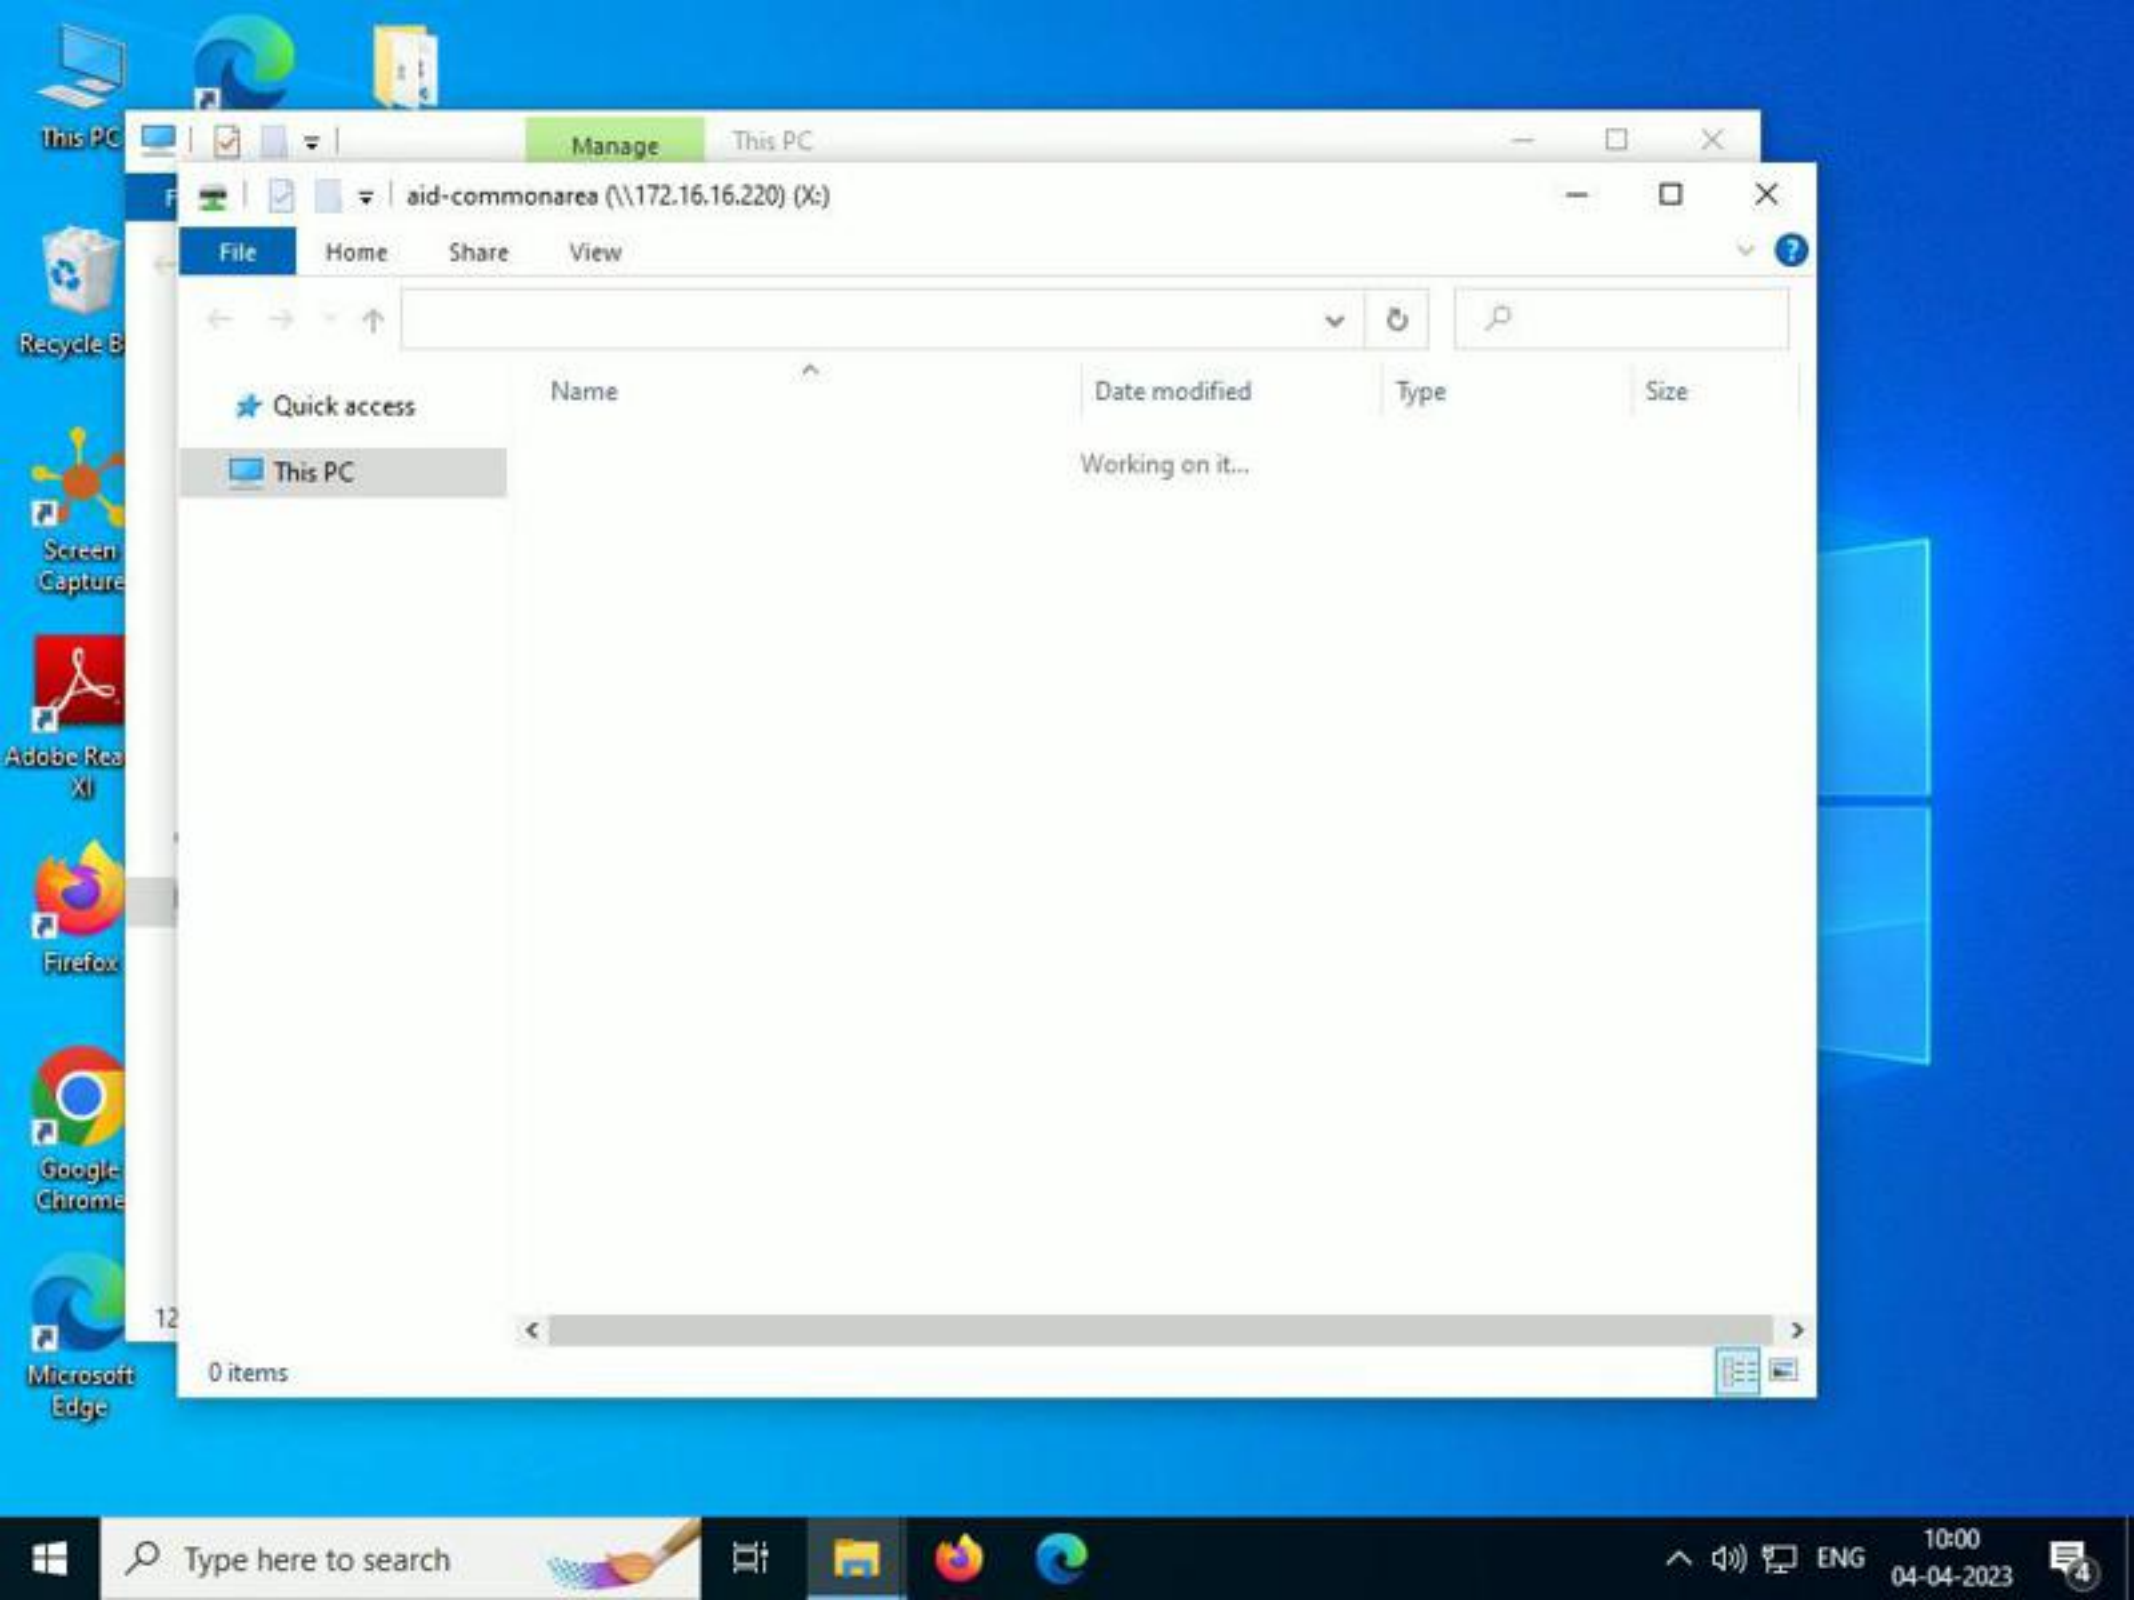 This PC
Manage
This PC
aid-commonarea (\\172.16.16.220) (X:)
File
Home
Share
View
Recycle B
Quick access
Name
Date modified
Type
Size
This PC
Working on it...
Screen
Capture
Adobe Rea
XI
Firefox
Google
Chrome
Microsoft
Edge
12
0 items
Type here to search
ENG
10:00
04-04-2023
4